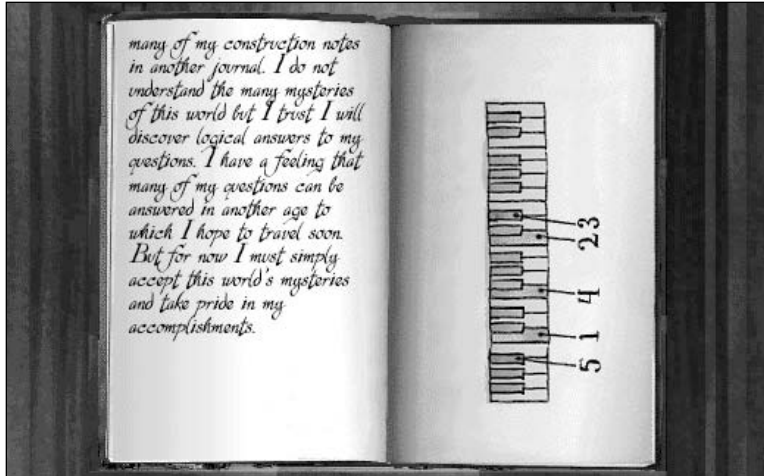 many of my construction notes
in another journal. I do not
understand the many mysteries
of this world but I trust I will
discover logical answers to my
questions. I have a feeling that
many of my questions can be
answered in another age to
which I hope to travel soon.
But for now I must simply
accept this world's mysteries
and take pride in my
accomplishments.
3
2
4
1
5